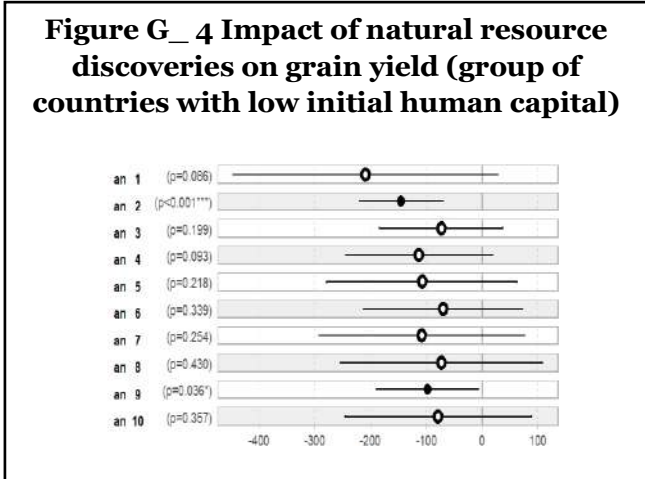 Figure G_ 4 Impact of natural resource
discoveries on grain yield (group of
countries with low initial human capital)
an 1 (p=0.086)
an 2 (p<0.001***)
an 3 (p=0.199)
an 4 (p=0.093)
an 5 (p=0.218)
an 6 (p=0.339)
an 7 (p=0.254)
an 8 (p=0.430)
an 9 (p=0.036*)
an 10 (p=0.357)
-400 -300 -200 -100 0 100